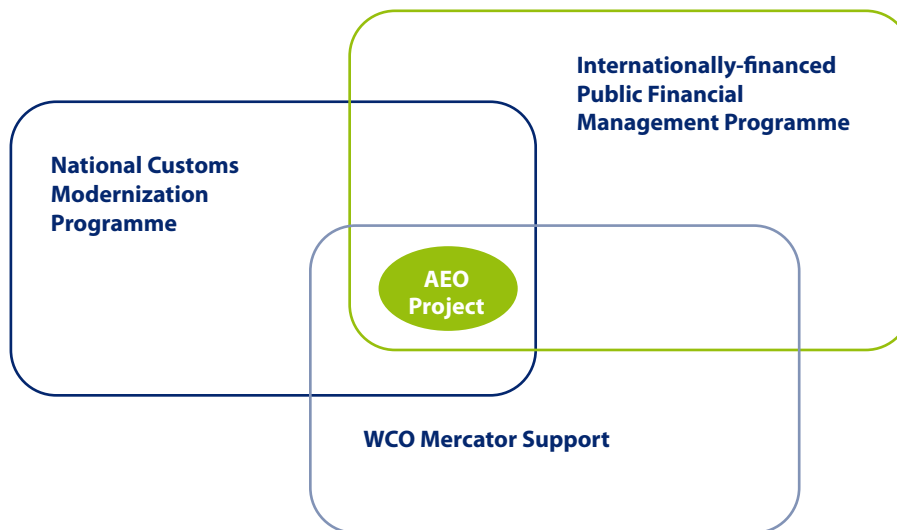 Internationally-financed
Public Financial
Management Programme
National Customs
Modernization
Programme
AEO
Project
WCO Mercator Support